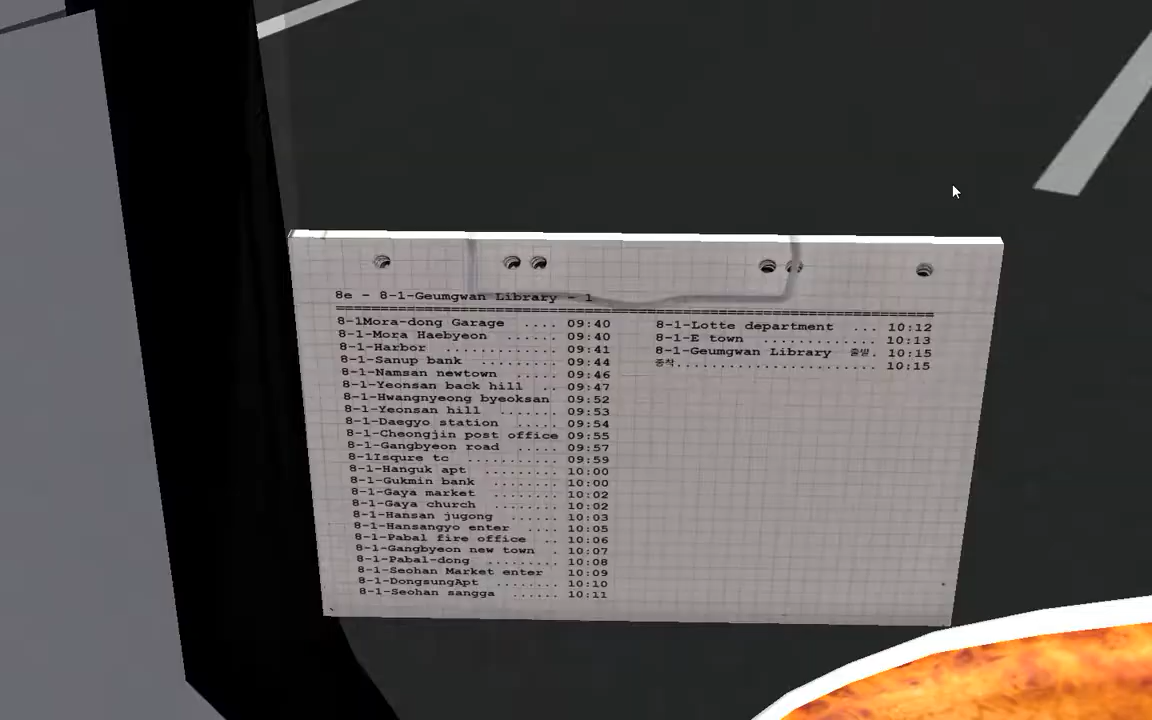 8e - 8-1-Geumgwan Library - 1
========================================
8-1Mora-dong Garage .... 09:40
8-1-Mora Haebyeon ...... 09:40
8-1-Harbor ............. 09:41
8-1-Sanup bank ......... 09:44
8-1-Namsan newtown ..... 09:46
8-1-Yeonsan back hill .. 09:47
8-1-Hwangnyeong byeoksan 09:52
8-1-Yeonsan hill ....... 09:53
8-1-Daegyo station ..... 09:54
8-1-Cheongjin post office 09:55
8-1-Gangbyeon road ..... 09:57
8-1Isqure tc ........... 09:59
8-1-Hanguk apt ......... 10:00
8-1-Gukmin bank ........ 10:00
8-1-Gaya market ........ 10:02
8-1-Gaya church ........ 10:02
8-1-Hansan jugong ...... 10:03
8-1-Hansangyo enter .... 10:05
8-1-Pabal fire office .. 10:06
8-1-Gangbyeon new town . 10:07
8-1-Pabal-dong ......... 10:08
8-1-Seohan Market enter 10:09
8-1-DongsungApt ........ 10:10
8-1-Seohan sangga ...... 10:11
8-1-Lotte department ... 10:12
8-1-E town ............. 10:13
8-1-Geumgwan Library 출발. 10:15
종착....................... 10:15